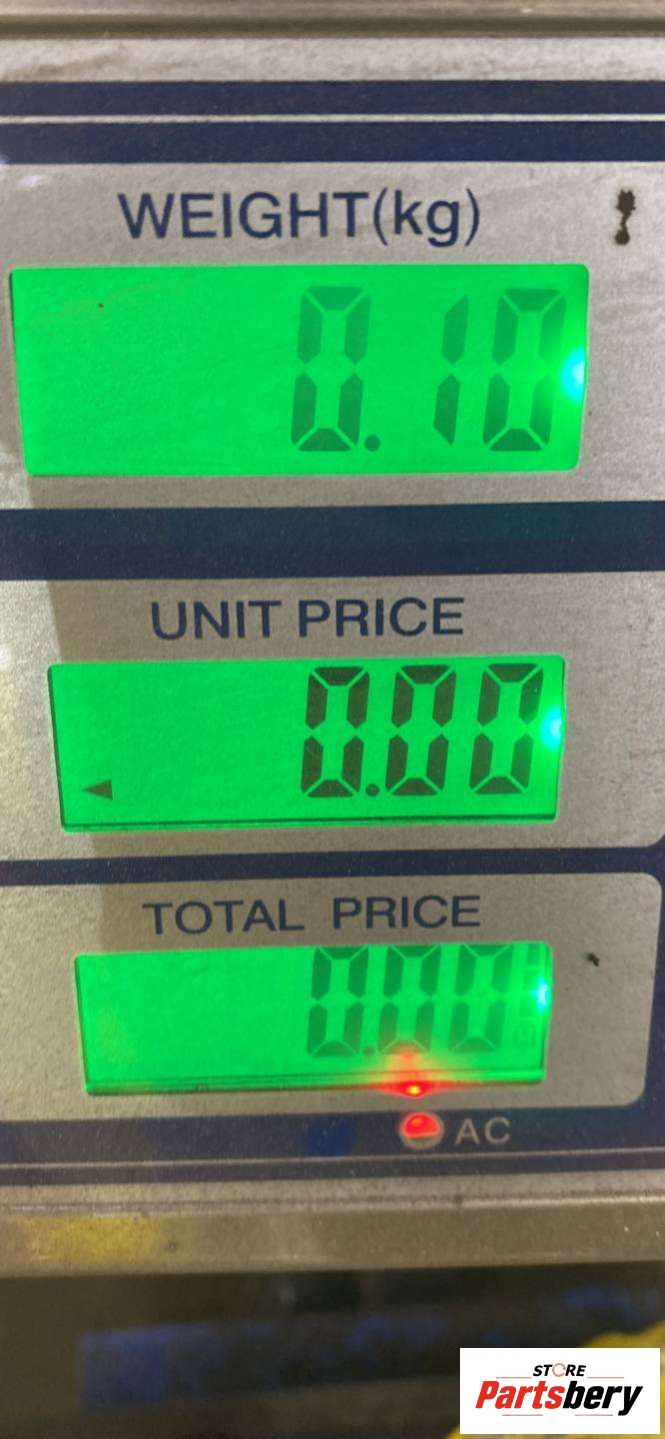 WEIGHT(kg)
0.10
UNIT PRICE
0.00
TOTAL PRICE
0.00
AC
STORE
Partsbery